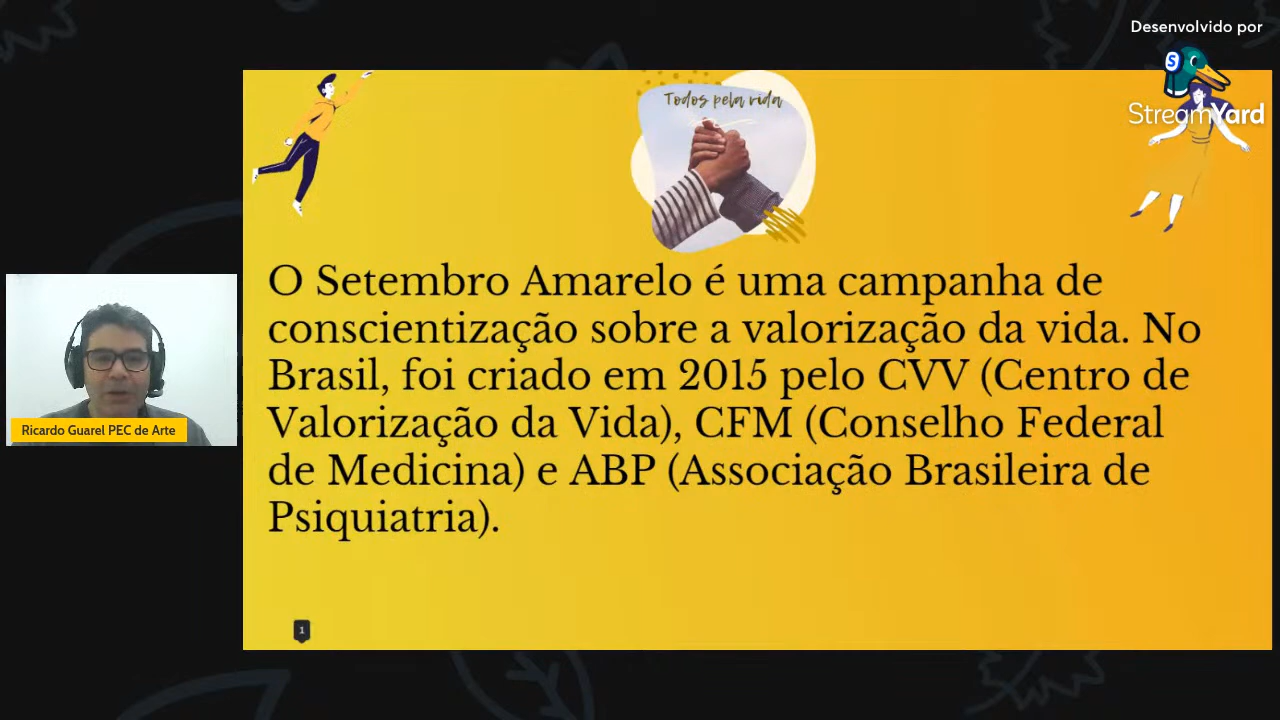 Desenvolvido por
StreamYard
Todos pela vida
O Setembro Amarelo é uma campanha de
conscientização sobre a valorização da vida. No
Brasil, foi criado em 2015 pelo CVV (Centro de
Valorização da Vida), CFM (Conselho Federal
de Medicina) e ABP (Associação Brasileira de
Psiquiatria).
Ricardo Guarel PEC de Arte
1